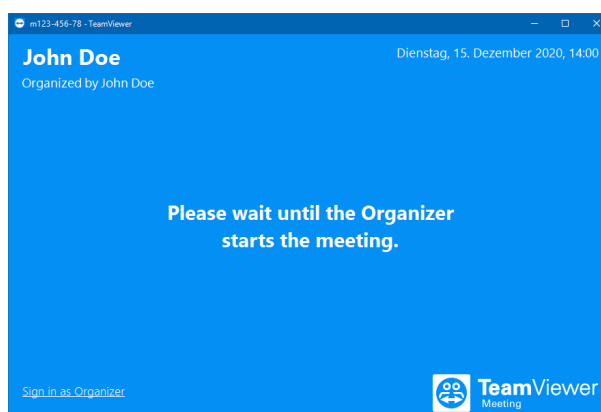 m123-456-78 - TeamViewer
John Doe
Dienstag, 15. Dezember 2020, 14:00
Organized by John Doe
Please wait until the Organizer
starts the meeting.
Sign in as Organizer
TeamViewer
Meeting